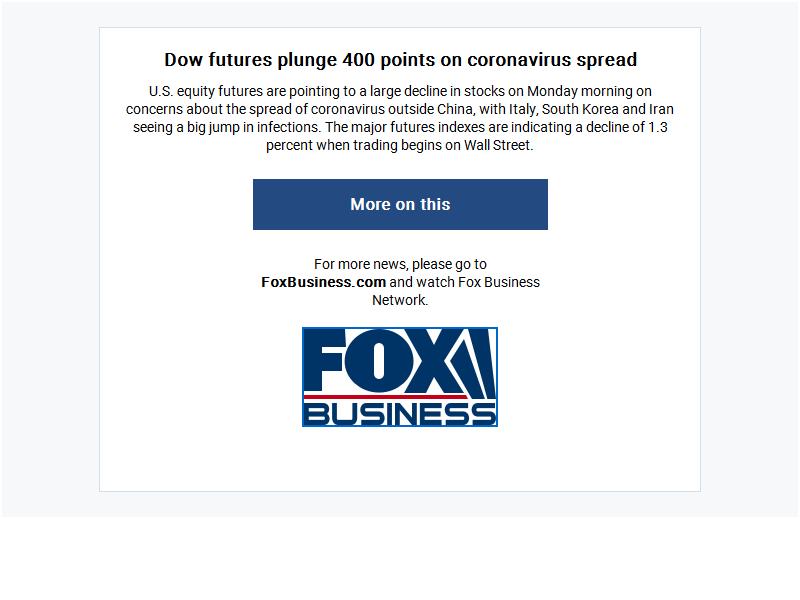 Dow futures plunge 400 points on coronavirus spread
U.S. equity futures are pointing to a large decline in stocks on Monday morning on
concerns about the spread of coronavirus outside China, with Italy, South Korea and Iran
seeing a big jump in infections. The major futures indexes are indicating a decline of 1.3
percent when trading begins on Wall Street.
More on this
For more news, please go to
FoxBusiness.com and watch Fox Business
Network.
FOX
BUSINESS